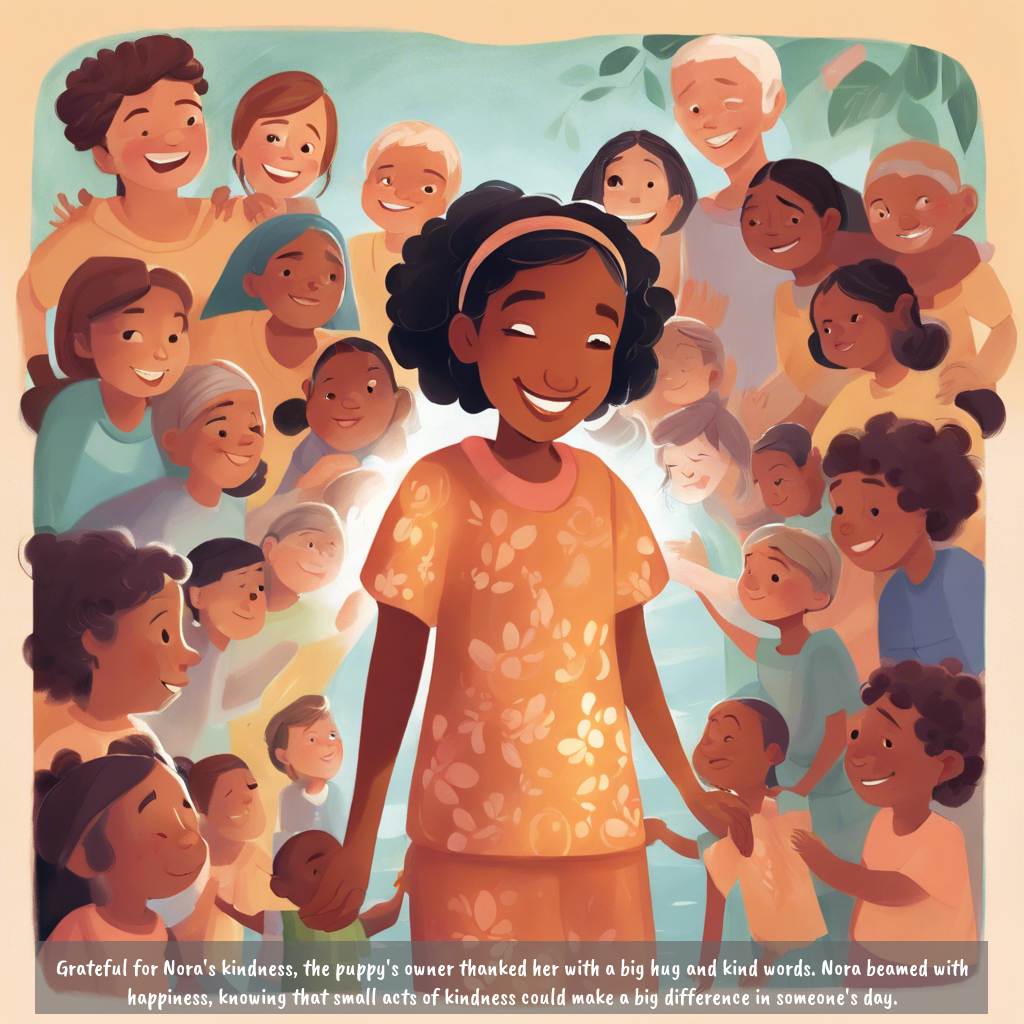 Grateful for Nora's kindness, the puppy's owner thanked her with a big hug and kind words. Nora beamed with
happiness, knowing that small acts of kindness could make a big difference in someone's day.